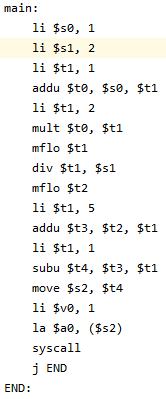 main:
li $s0, 1
li $s1, 2
li $t1, 1
addu $t0, $s0, $t1
li $t1, 2
mult $t0, $t1
mflo $t1
div $t1, $s1
mflo $t2
li $t1, 5
addu $t3, $t2, $t1
li $t1, 1
subu $t4, $t3, $t1
move $s2, $t4
li $v0, 1
la $a0, ($s2)
syscall
j END
END: